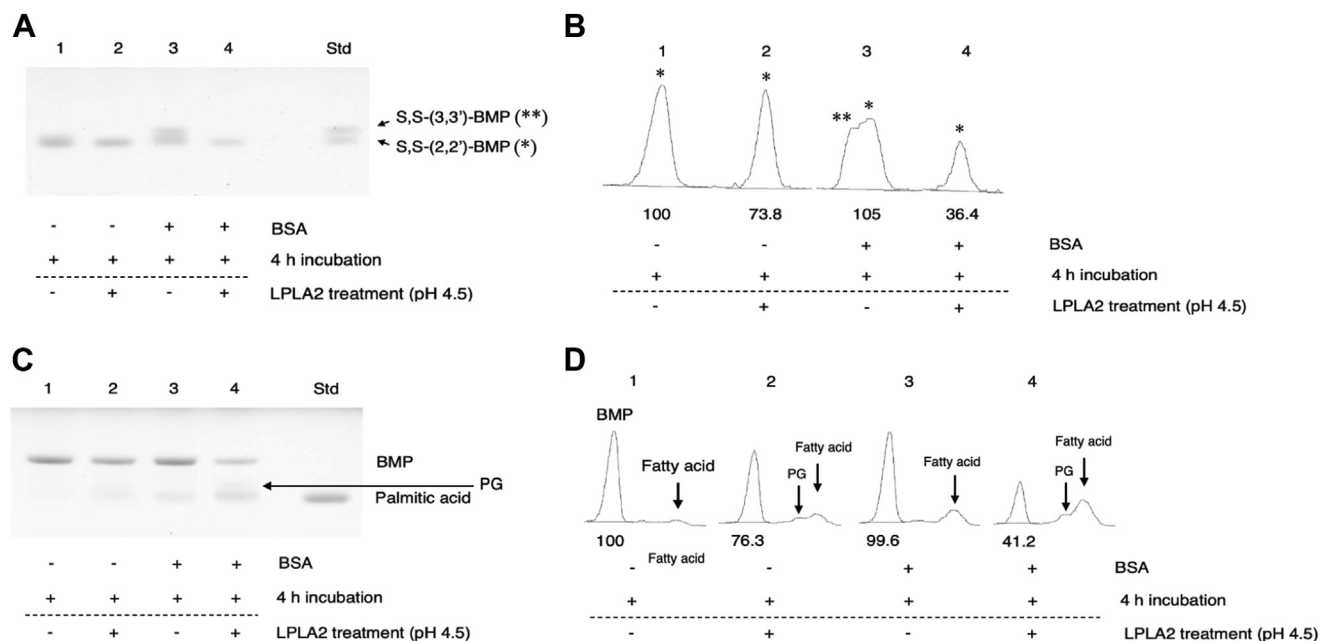 A
1 2 3 4 Std
S,S-(3,3')-BMP (**)
S,S-(2,2')-BMP (*)
- - + + BSA
+ + + + 4 h incubation
- + - + LPLA2 treatment (pH 4.5)
B
1 2 3 4
* * ** * *
100 73.8 105 36.4
- - + + BSA
+ + + + 4 h incubation
- + - + LPLA2 treatment (pH 4.5)
C
1 2 3 4 Std
BMP
PG
Palmitic acid
- - + + BSA
+ + + + 4 h incubation
- + - + LPLA2 treatment (pH 4.5)
D
1 2 3 4
BMP
Fatty acid PG Fatty acid Fatty acid PG Fatty acid
100 76.3 99.6 41.2
Fatty acid
- - + + BSA
+ + + + 4 h incubation
- + - + LPLA2 treatment (pH 4.5)